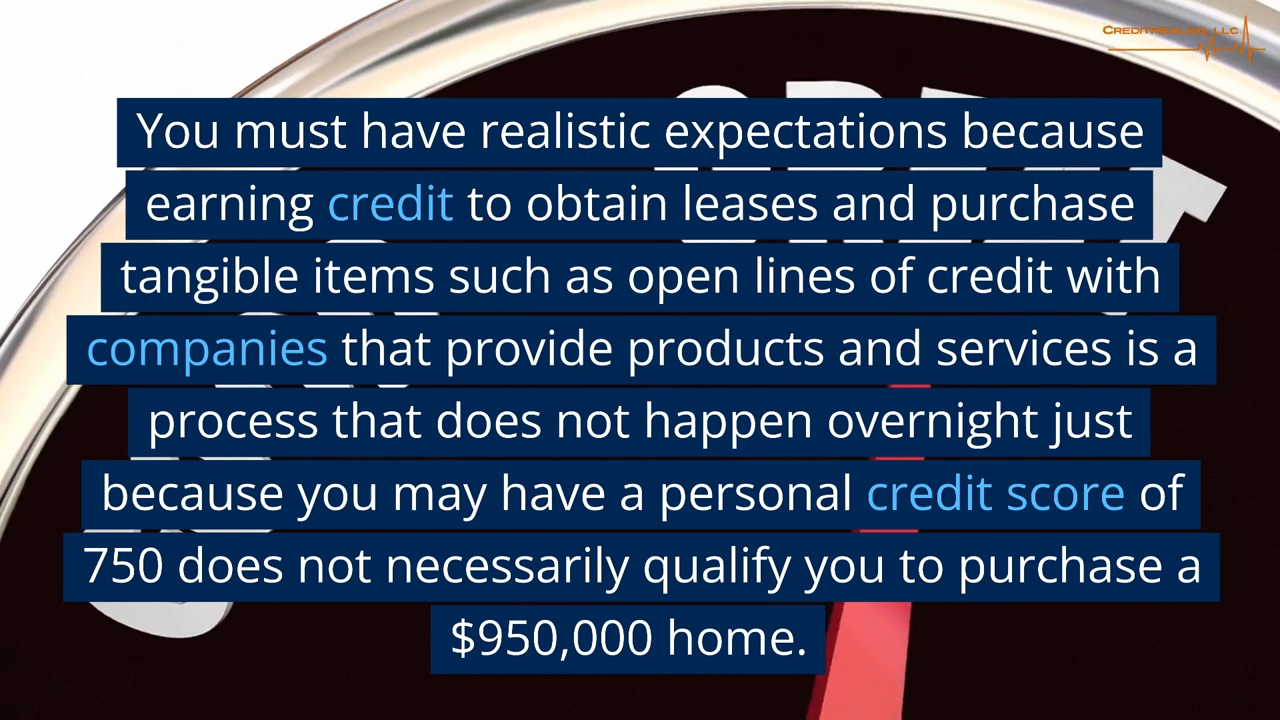 CREDITHEALING, LLC
You must have realistic expectations because
earning credit to obtain leases and purchase
tangible items such as open lines of credit with
companies that provide products and services is a
process that does not happen overnight just
because you may have a personal credit score of
750 does not necessarily qualify you to purchase a
$950,000 home.